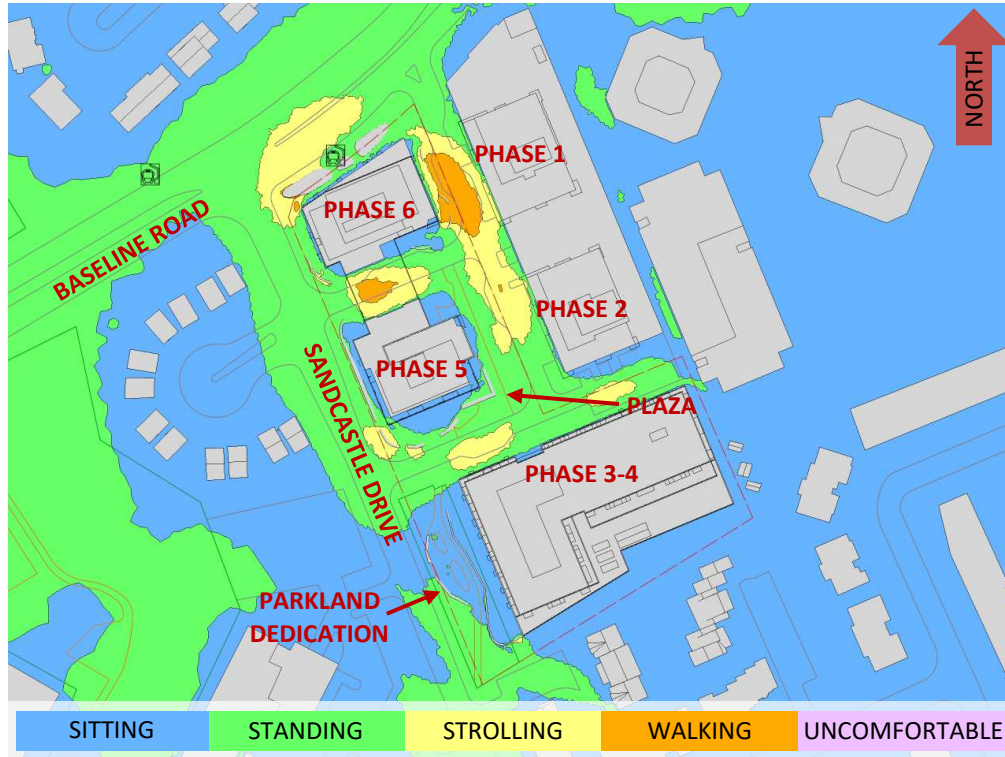 NORTH
PHASE 1
PHASE 6
BASELINE ROAD
PHASE 2
PHASE 5
SANDCASTLE DRIVE
PLAZA
PHASE 3-4
PARKLAND
DEDICATION
SITTING
STANDING
STROLLING
WALKING
UNCOMFORTABLE